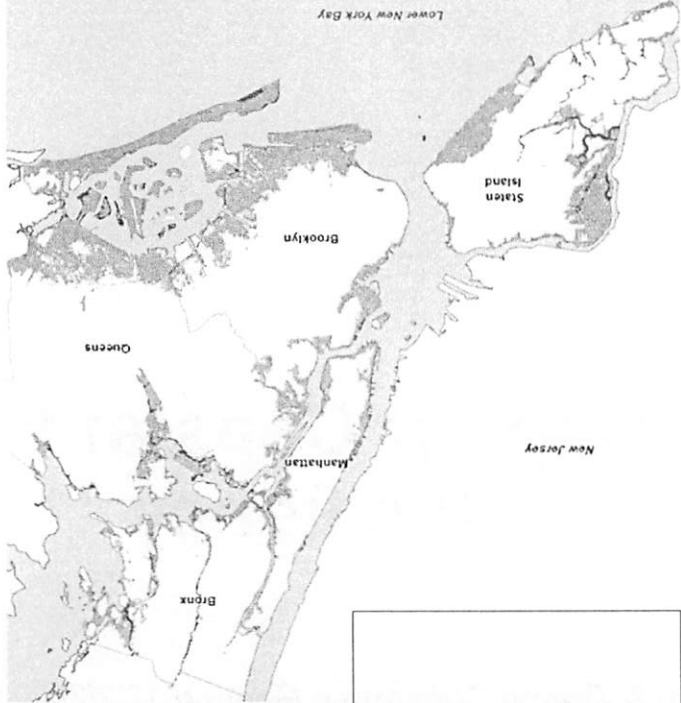 Bronx
Manhattan
New Jersey
Queens
Brooklyn
Staten
Island
Lower New York Bay